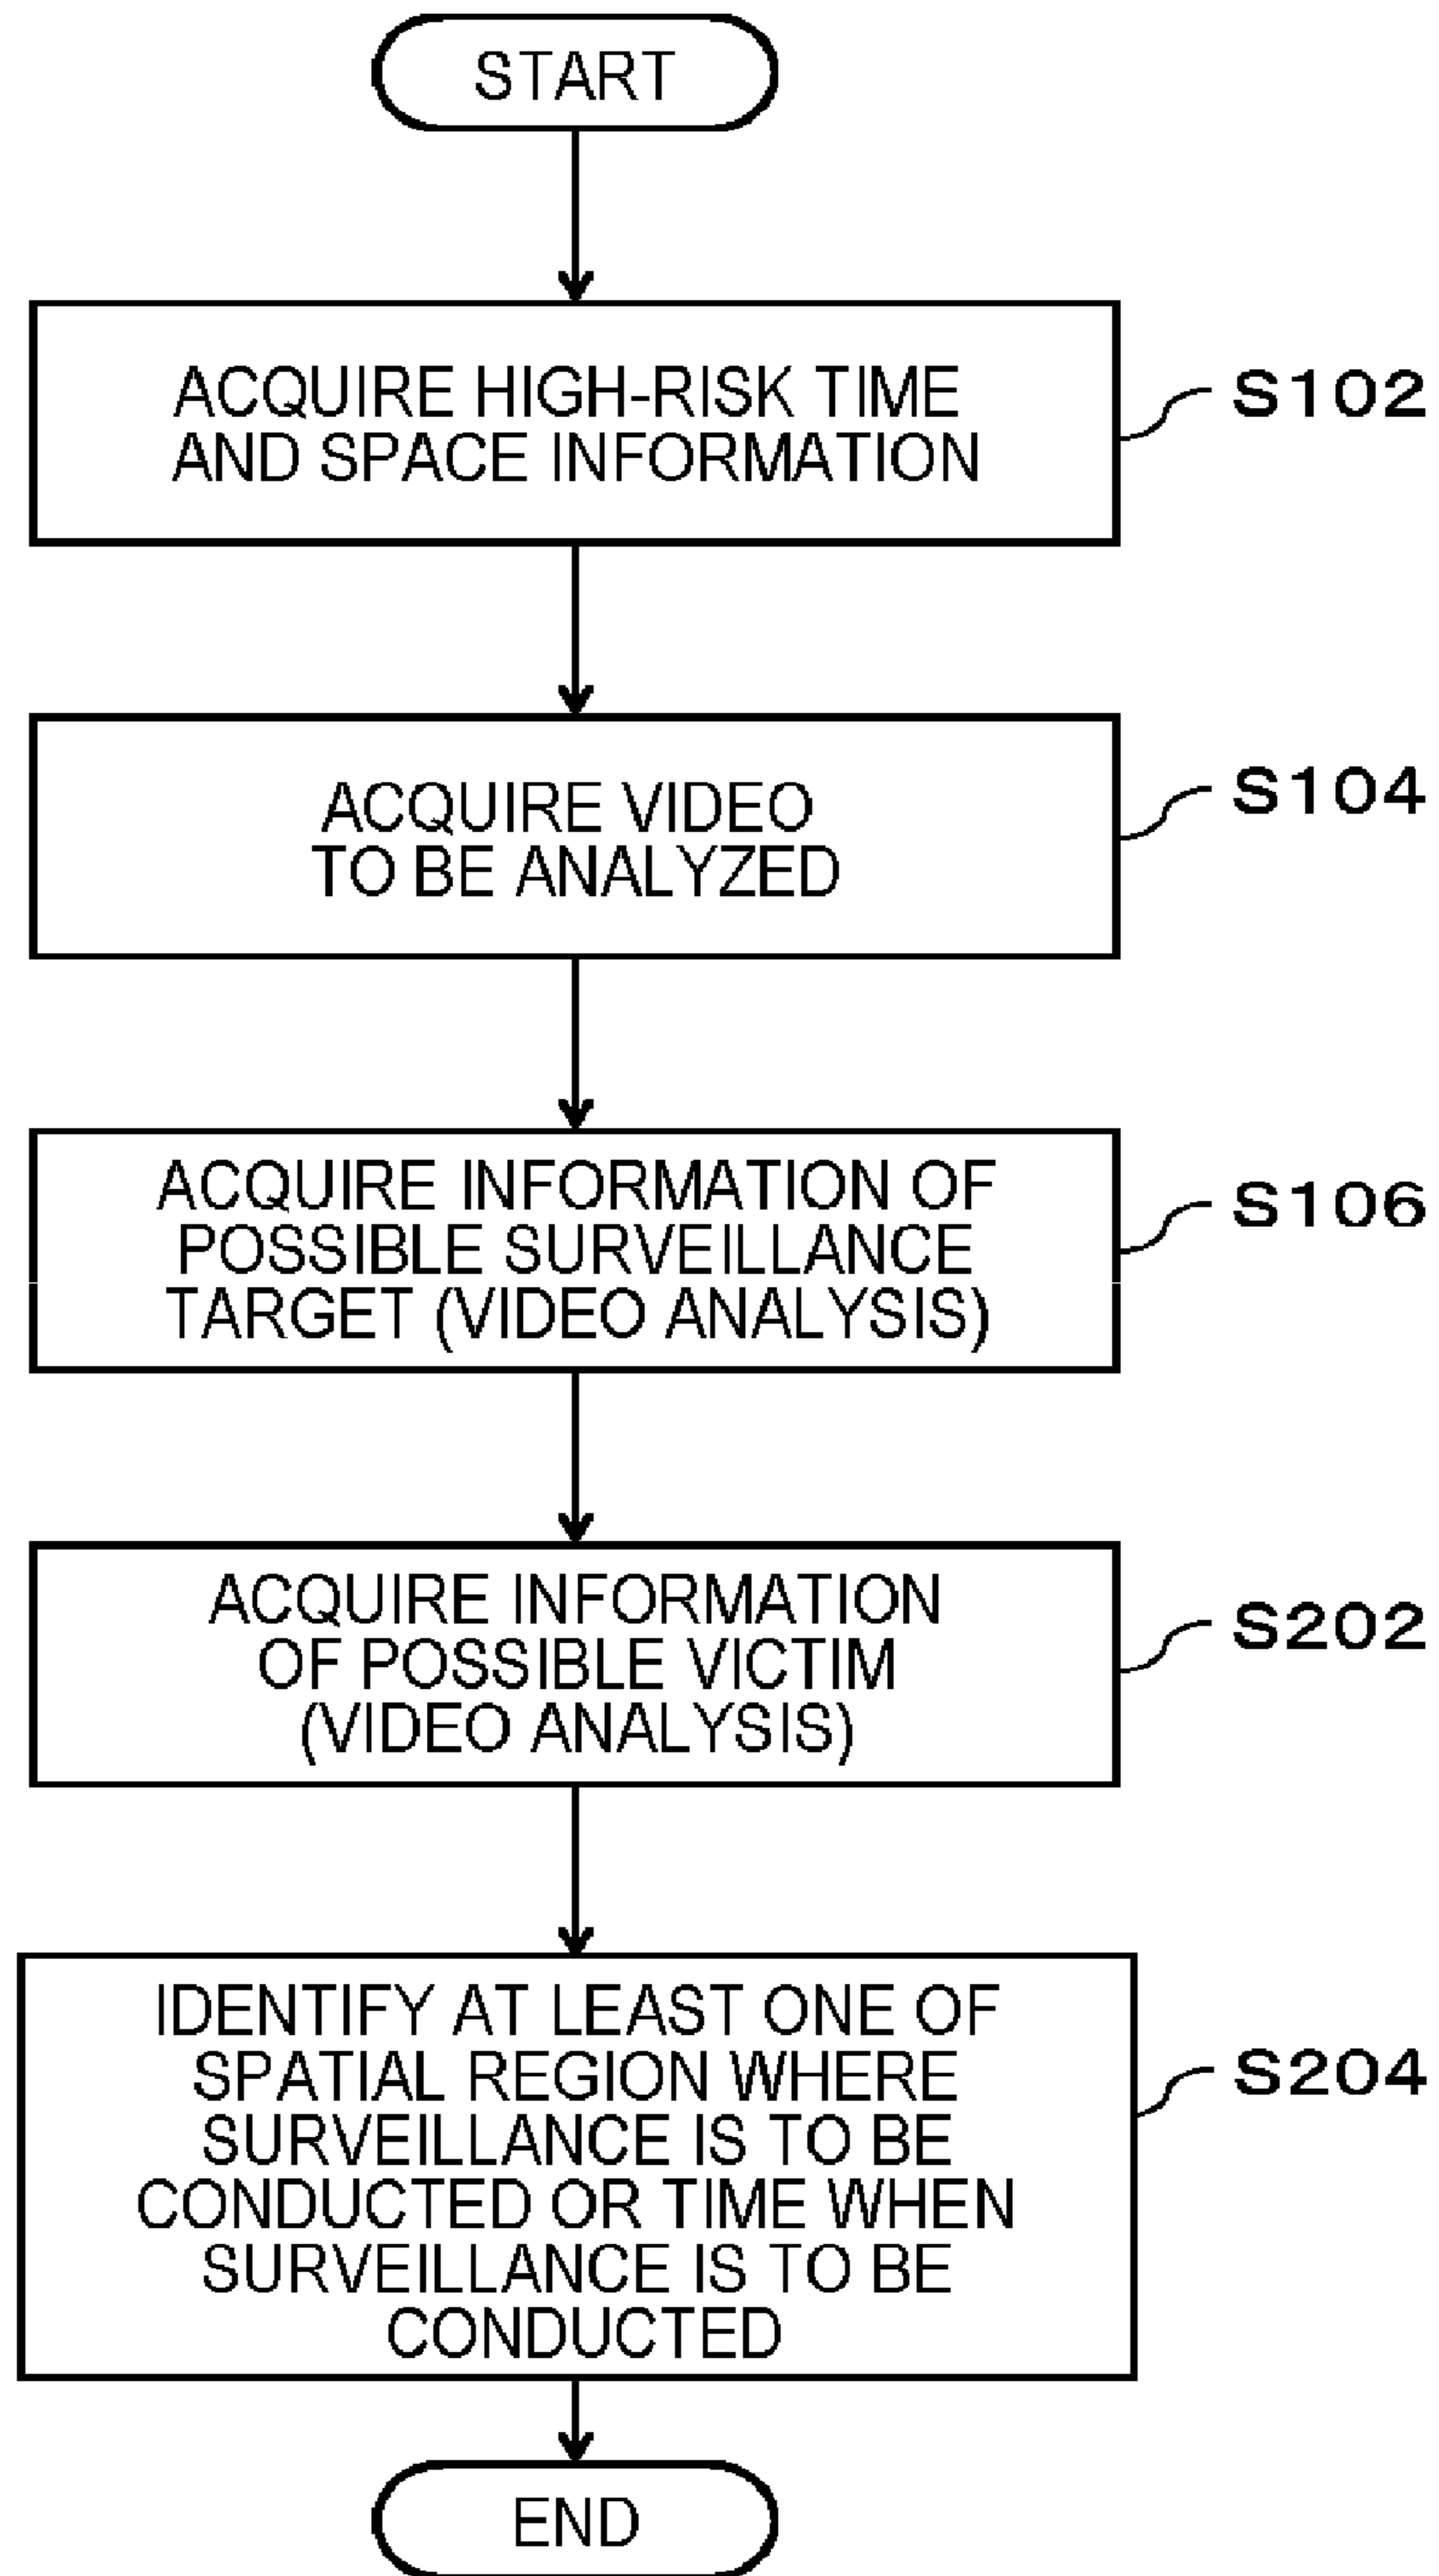 START
ACQUIRE HIGH-RISK TIME
AND SPACE INFORMATION
S102
ACQUIRE VIDEO
TO BE ANALYZED
S104
ACQUIRE INFORMATION OF
POSSIBLE SURVEILLANCE
TARGET (VIDEO ANALYSIS)
S106
ACQUIRE INFORMATION
OF POSSIBLE VICTIM
(VIDEO ANALYSIS)
S202
IDENTIFY AT LEAST ONE OF
SPATIAL REGION WHERE
SURVEILLANCE IS TO BE
CONDUCTED OR TIME WHEN
SURVEILLANCE IS TO BE
CONDUCTED
S204
END